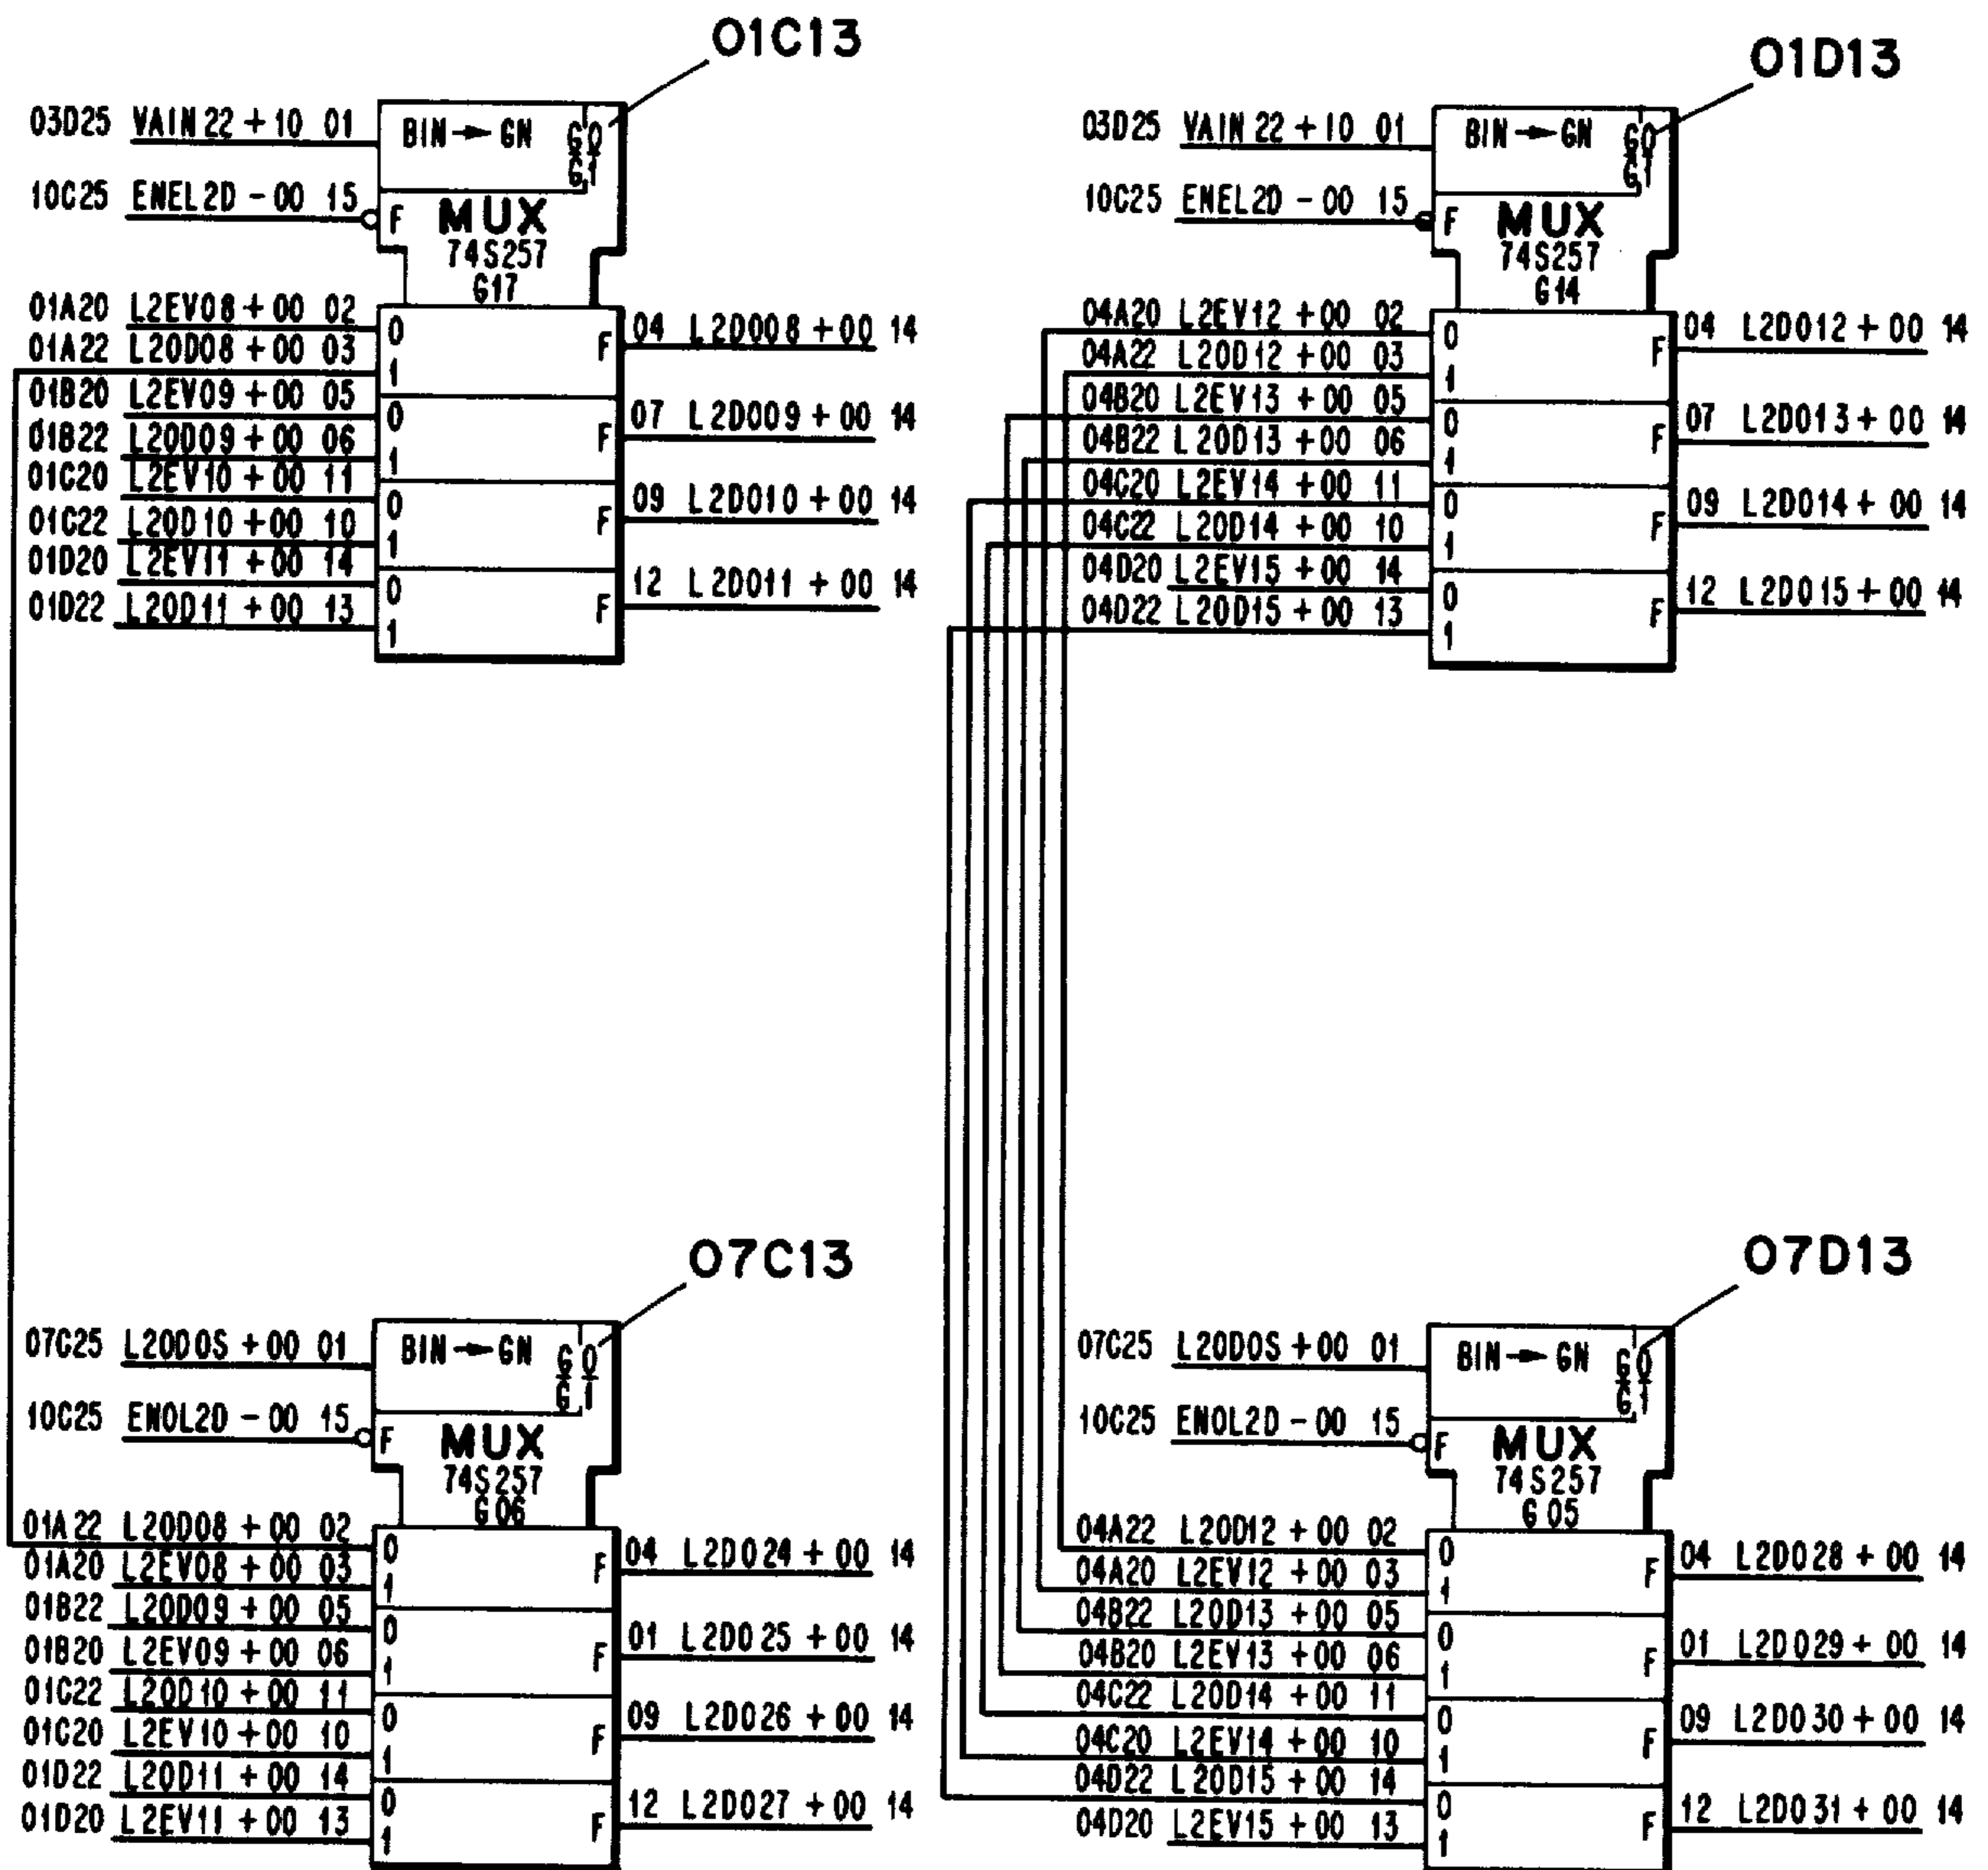 01C13
03D25 VAIN 22 +10 01
BIN → GN G0
G1
10C25 ENEL2D -00 15
F
MUX
74S257
G17
01A20 L2EV08 +00 02
0
01A22 L2OD08 +00 03
1
F 04 L2D008 +00 14
01B20 L2EV09 +00 05
0
01B22 L2OD09 +00 06
1
F 07 L2D009 +00 14
01C20 L2EV10 +00 11
0
01C22 L2OD10 +00 10
1
F 09 L2D010 +00 14
01D20 L2EV11 +00 14
0
01D22 L2OD11 +00 13
1
F 12 L2D011 +00 14
01D13
03D25 VAIN 22 +10 01
BIN → GN G0
G1
10C25 ENEL2D -00 15
F
MUX
74S257
G14
04A20 L2EV12 +00 02
0
04A22 L2OD12 +00 03
1
F 04 L2D012 +00 14
04B20 L2EV13 +00 05
0
04B22 L2OD13 +00 06
1
F 07 L2D013 +00 14
04C20 L2EV14 +00 11
0
04C22 L2OD14 +00 10
1
F 09 L2D014 +00 14
04D20 L2EV15 +00 14
0
04D22 L2OD15 +00 13
1
F 12 L2D015 +00 14
07C13
07C25 L2OD0S +00 01
BIN → GN G0
G1
10C25 ENOL2D -00 15
F
MUX
74S257
G06
01A22 L2OD08 +00 02
0
01A20 L2EV08 +00 03
1
F 04 L2D024 +00 14
01B22 L2OD09 +00 05
0
01B20 L2EV09 +00 06
1
F 01 L2D025 +00 14
01C22 L2OD10 +00 11
0
01C20 L2EV10 +00 10
1
F 09 L2D026 +00 14
01D22 L2OD11 +00 14
0
01D20 L2EV11 +00 13
1
F 12 L2D027 +00 14
07D13
07C25 L2OD0S +00 01
BIN → GN G0
G1
10C25 ENOL2D -00 15
F
MUX
74S257
G05
04A22 L2OD12 +00 02
0
04A20 L2EV12 +00 03
1
F 04 L2D028 +00 14
04B22 L2OD13 +00 05
0
04B20 L2EV13 +00 06
1
F 01 L2D029 +00 14
04C22 L2OD14 +00 11
0
04C20 L2EV14 +00 10
1
F 09 L2D030 +00 14
04D22 L2OD15 +00 14
0
04D20 L2EV15 +00 13
1
F 12 L2D031 +00 14